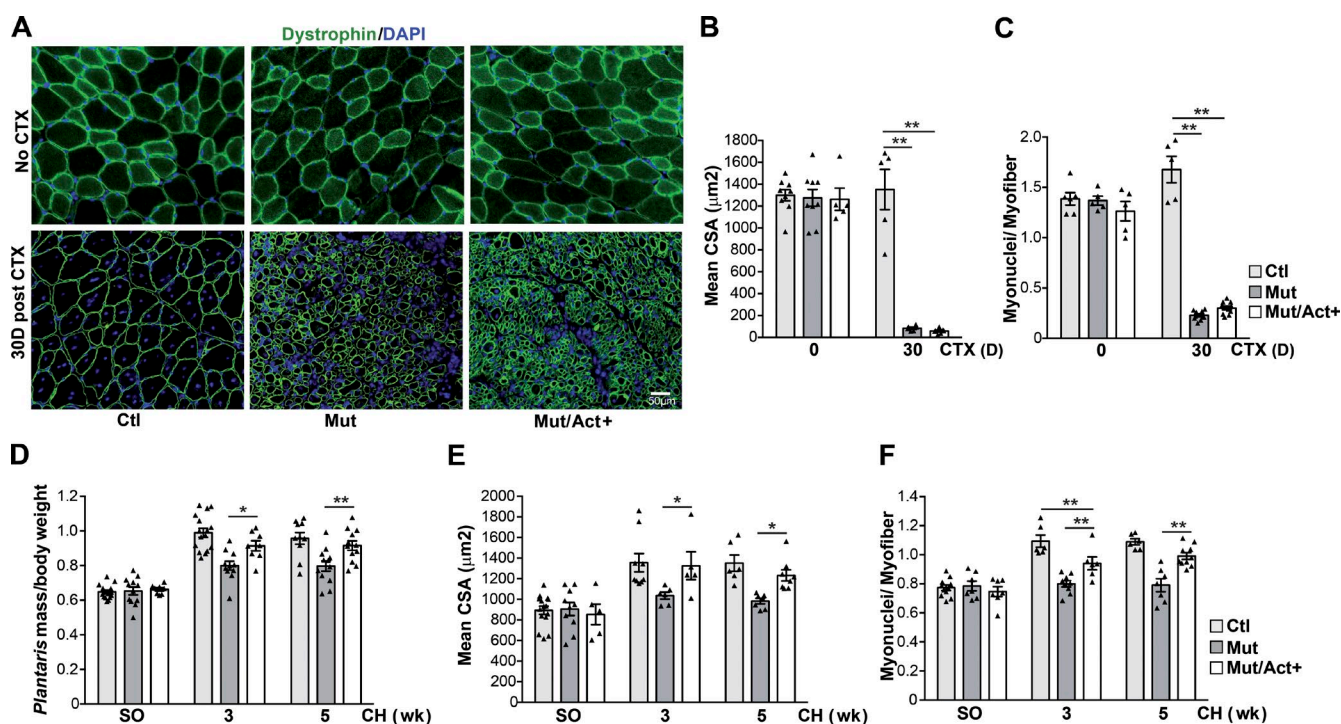 A
Dystrophin/DAPI
No CTX
30D post CTX
50µm
Ctl
Mut
Mut/Act+
B
Mean CSA (µm2)
1800
1600
1400
1200
1000
800
600
400
200
0
**
**
0
30
CTX (D)
C
Myonuclei/ Myofiber
2.0
1.5
1.0
0.5
0
**
**
0
30
CTX (D)
Ctl
Mut
Mut/Act+
D
Plantaris mass/body weight
1.2
1.0
0.8
0.6
0.4
0.2
0
*
**
SO
3
5
CH (wk)
E
Mean CSA (µm2)
2000
1800
1600
1400
1200
1000
800
600
400
200
0
*
*
SO
3
5
CH (wk)
F
Myonuclei/ Myofiber
1.4
1.2
1.0
0.8
0.6
0.4
0.2
0
**
**
**
SO
3
5
CH (wk)
Ctl
Mut
Mut/Act+